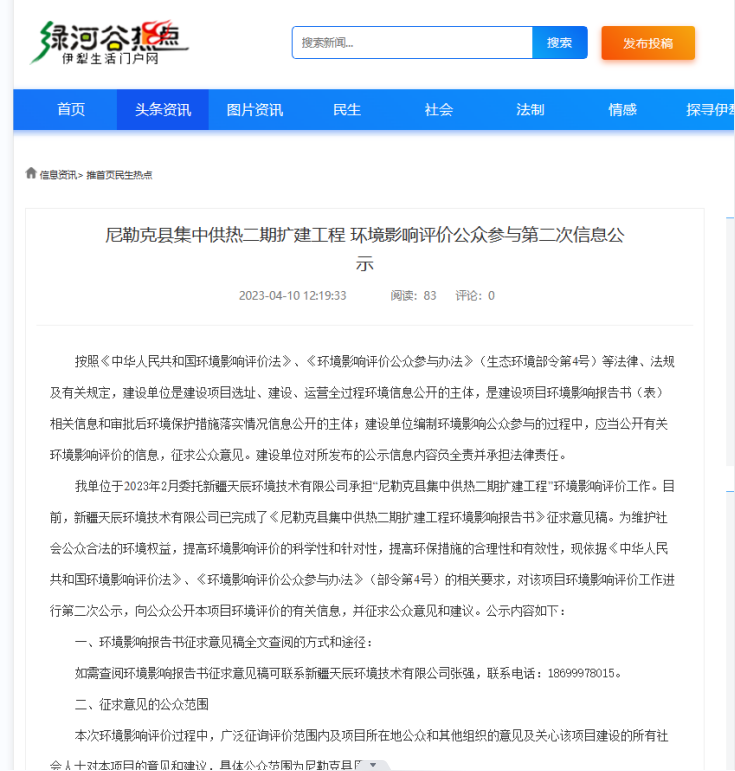 绿河谷热点
伊犁生活门户网
搜索新闻...
搜索
发布投稿
首页 头条资讯 图片资讯 民生 社会 法制 情感 探寻伊犁
信息资讯> 推首页民生热点
尼勒克县集中供热二期扩建工程 环境影响评价公众参与第二次信息公
示
2023-04-10 12:19:33 阅读：83 评论：0
按照《中华人民共和国环境影响评价法》、《环境影响评价公众参与办法》（生态环境部令第4号）等法律、法规
及有关规定，建设单位是建设项目选址、建设、运营全过程环境信息公开的主体，是建设项目环境影响报告书（表）
相关信息和审批后环境保护措施落实情况信息公开的主体；建设单位编制环境影响公众参与的过程中，应当公开有关
环境影响评价的信息，征求公众意见。建设单位对所发布的公示信息内容负全责并承担法律责任。
我单位于2023年2月委托新疆天辰环境技术有限公司承担“尼勒克县集中供热二期扩建工程”环境影响评价工作。目
前，新疆天辰环境技术有限公司已完成了《尼勒克县集中供热二期扩建工程环境影响报告书》征求意见稿。为维护社
会公众合法的环境权益，提高环境影响评价的科学性和针对性，提高环保措施的合理性和有效性，现依据《中华人民
共和国环境影响评价法》、《环境影响评价公众参与办法》（部令第4号）的相关要求，对该项目环境影响评价工作进
行第二次公示，向公众公开本项目环境评价的有关信息，并征求公众意见和建议。公示内容如下：
一、环境影响报告书征求意见稿全文查阅的方式和途径：
如需查阅环境影响报告书征求意见稿可联系新疆天辰环境技术有限公司张强，联系电话：18699978015。
二、征求意见的公众范围
本次环境影响评价过程中，广泛征询评价范围内及项目所在地公众和其他组织的意见及关心该项目建设的所有社
会人士对本项目的意见和建议，具体公众范围为尼勒克县